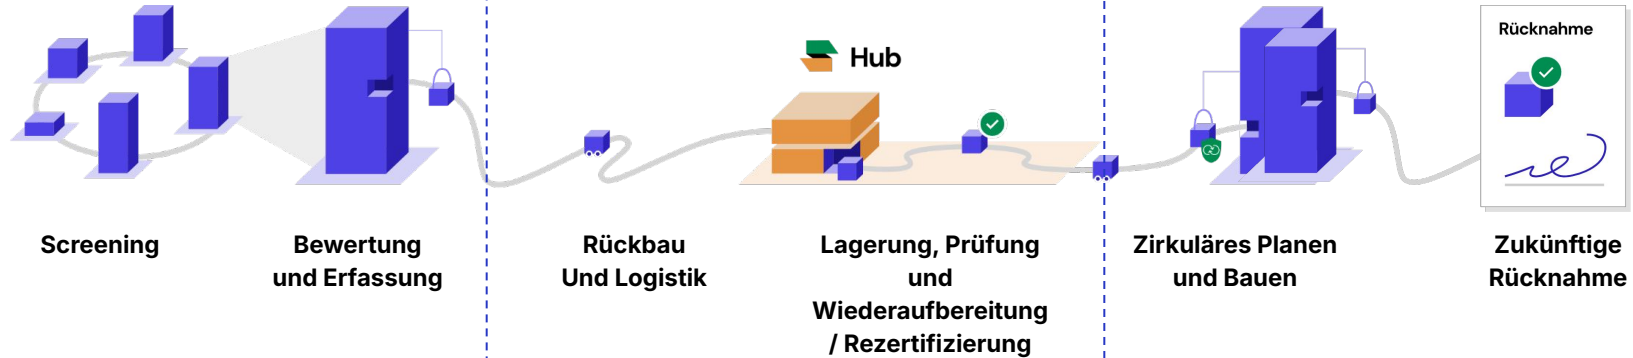 Hub
Rücknahme
Screening
Bewertung
und Erfassung
Rückbau
Und Logistik
Lagerung, Prüfung
und
Wiederaufbereitung
/ Rezertifizierung
Zirkuläres Planen
und Bauen
Zukünftige
Rücknahme